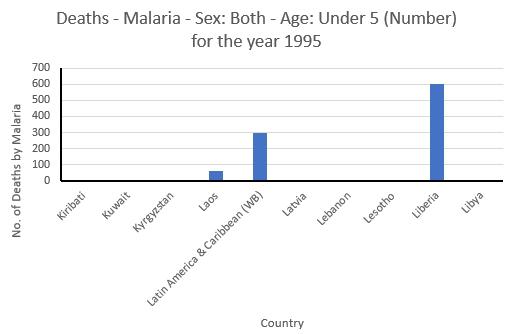 Deaths - Malaria - Sex: Both - Age: Under 5 (Number)
for the year 1995
No. of Deaths by Malaria
700
600
500
400
300
200
100
0
Kiribati
Kuwait
Kyrgyzstan
Laos
Latin America & Caribbean (WB)
Latvia
Lebanon
Lesotho
Liberia
Libya
Country